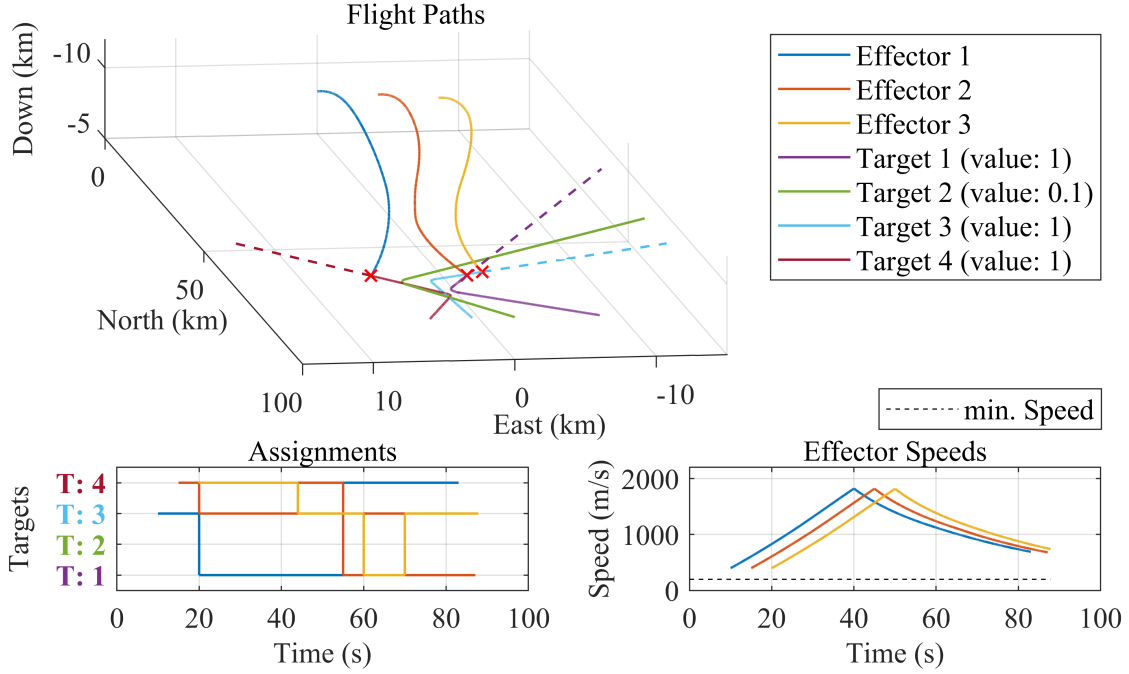 Flight Paths
Down (km)
-10
-5
0
50
100
North (km)
10
0
-10
East (km)
Effector 1
Effector 2
Effector 3
Target 1 (value: 1)
Target 2 (value: 0.1)
Target 3 (value: 1)
Target 4 (value: 1)
min. Speed
Assignments
Targets
T: 4
T: 3
T: 2
T: 1
0 20 40 60 80 100
Time (s)
Effector Speeds
Speed (m/s)
2000
1000
0
0 20 40 60 80 100
Time (s)